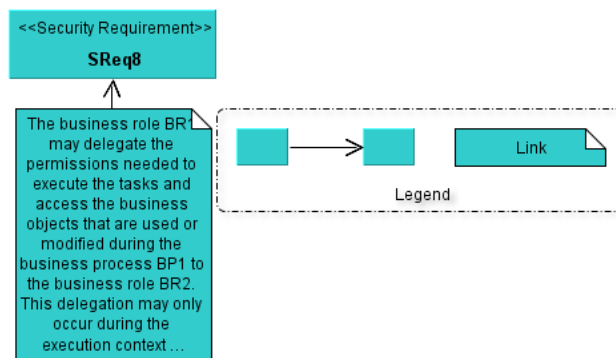 <<Security Requirement>>
SReq8
The business role BR1
may delegate the
permissions needed to
execute the tasks and
access the business
objects that are used or
modified during the
business process BP1 to
the business role BR2.
This delegation may only
occur during the
execution context ...
Link
Legend